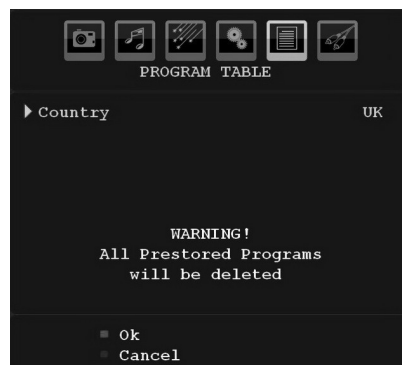 PROGRAM TABLE
Country UK
WARNING!
All Prestored Programs
will be deleted
Ok
Cancel